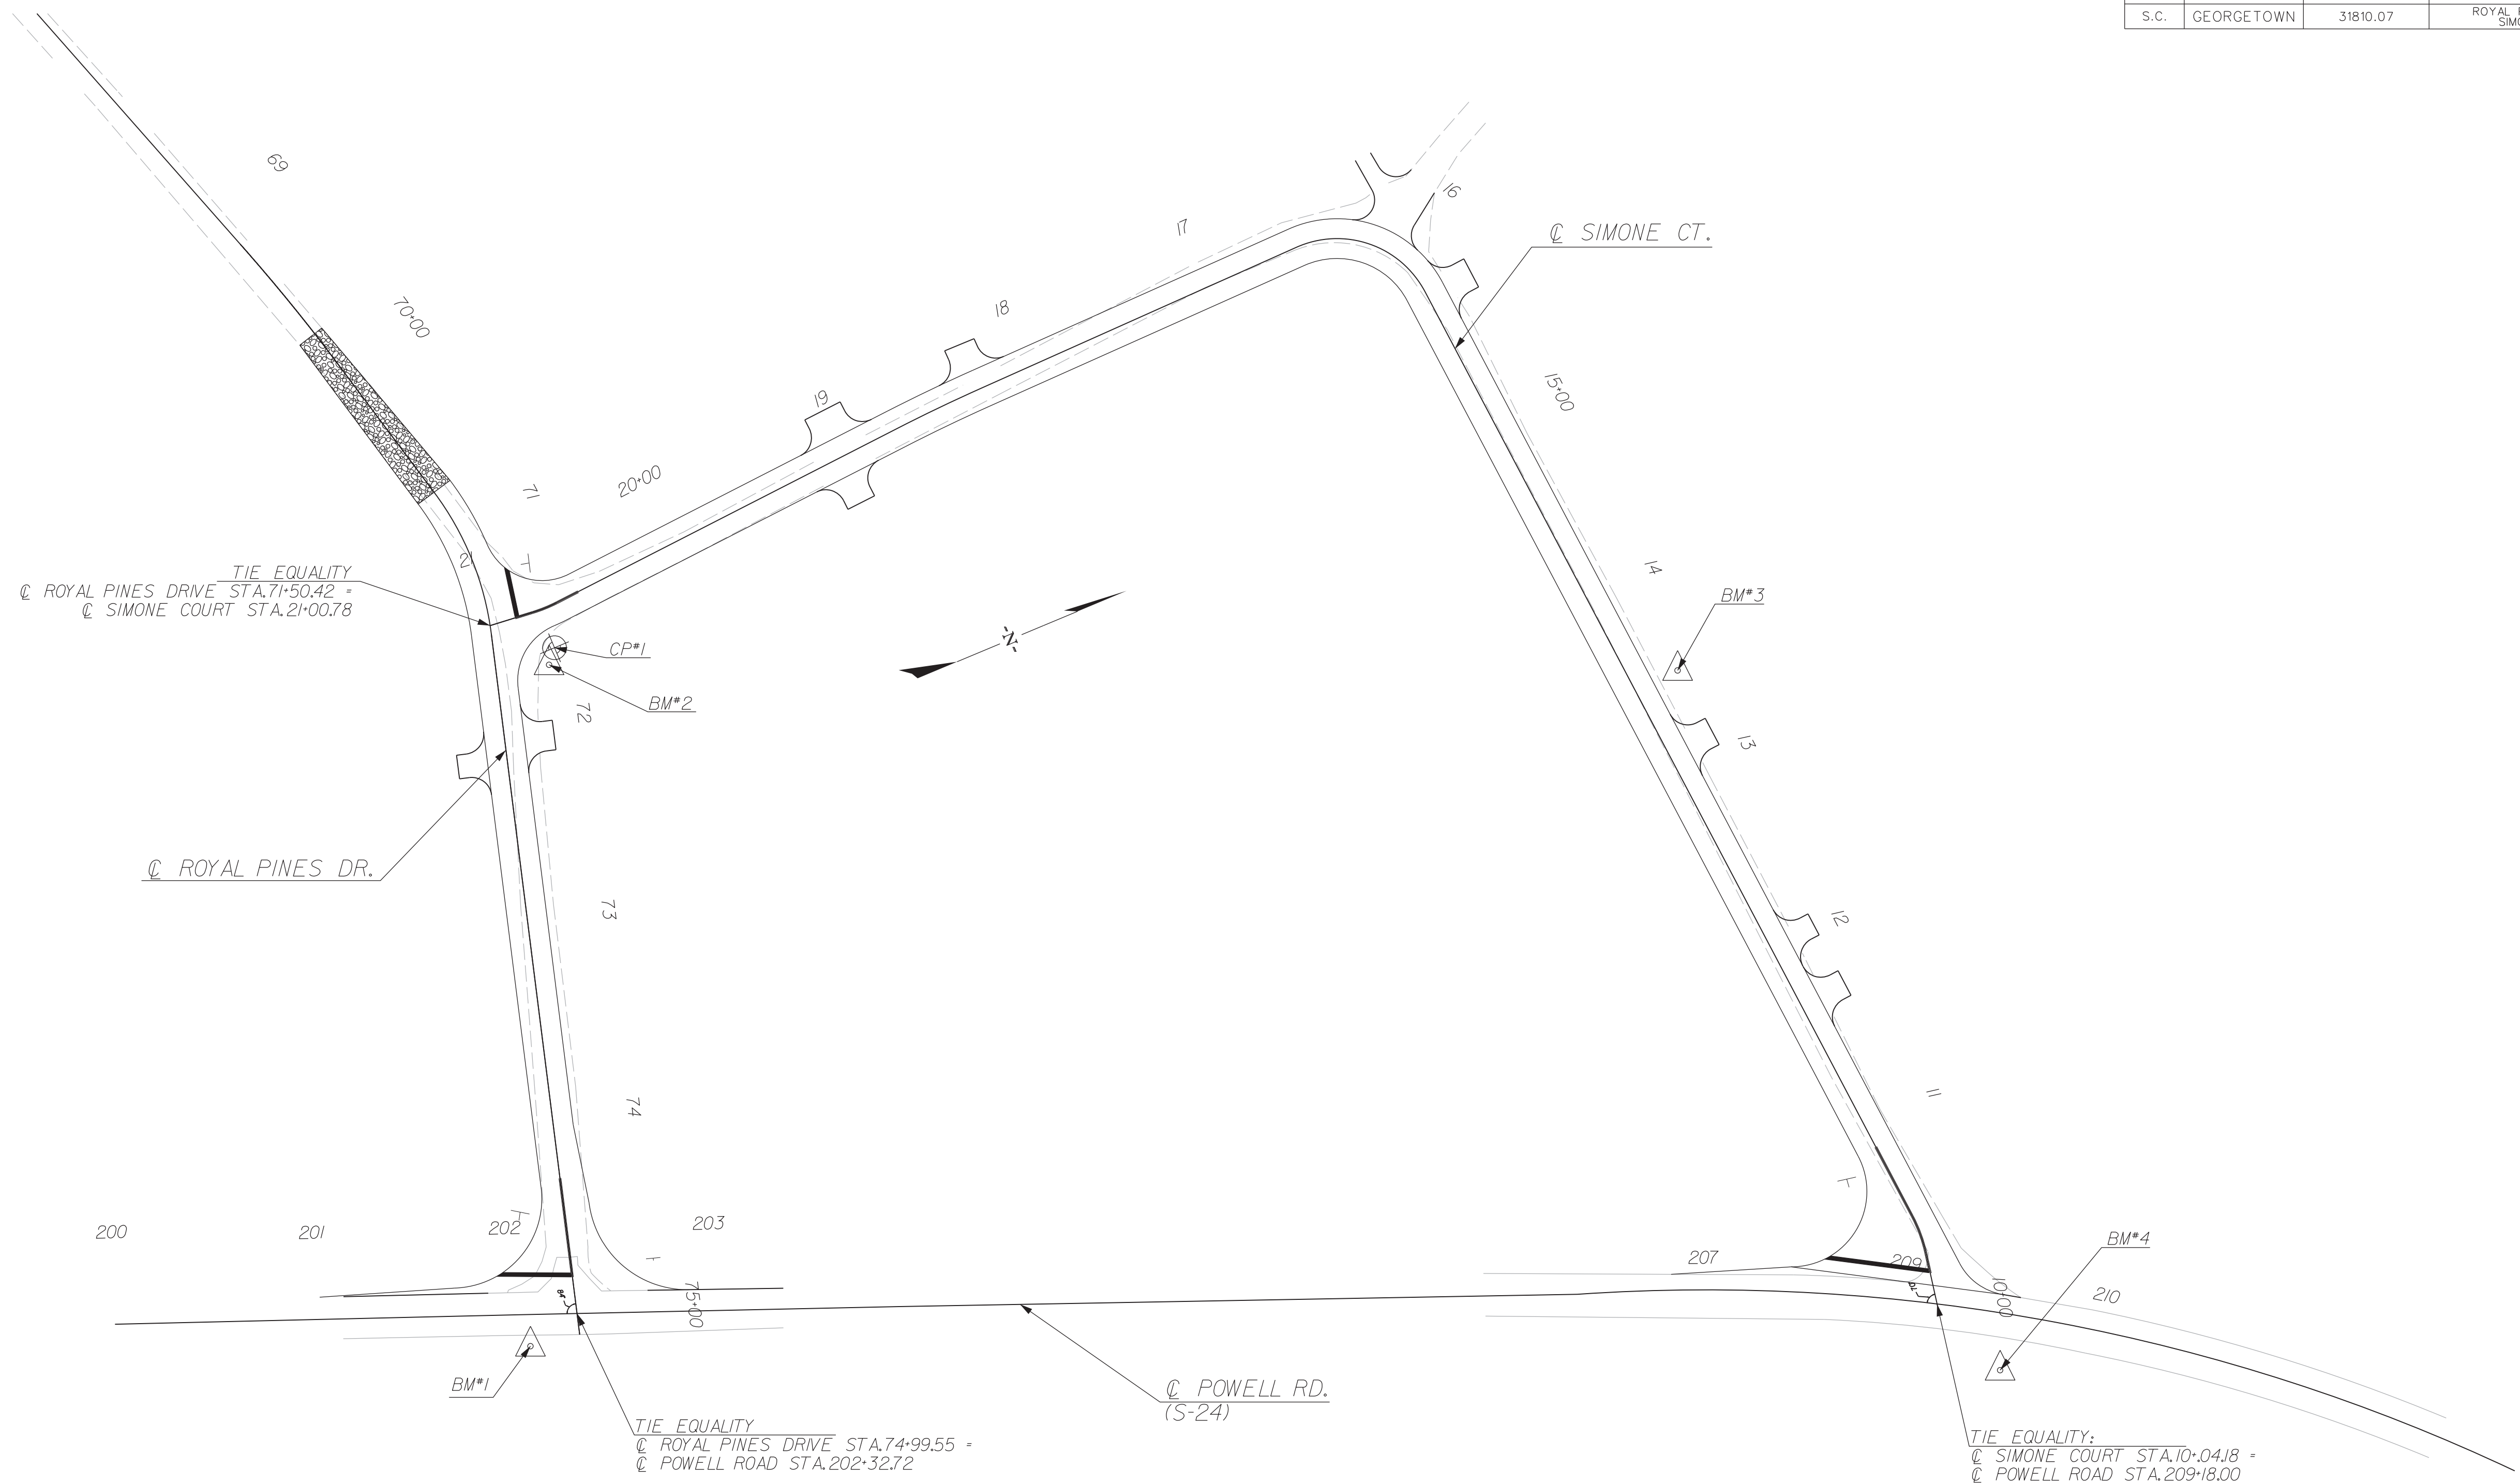 S.C. GEORGETOWN 31810.07
69
70+00
16
17
℄ SIMONE CT.
18
15+00
19
71
20+00
21
14
TIE EQUALITY
℄ ROYAL PINES DRIVE STA.71+50.42 =
℄ SIMONE COURT STA.21+00.78
BM#3
-N-
CP#1
BM#2
72
13
℄ ROYAL PINES DR.
73
12
74
11
200
201
202
203
207
209
BM#4
75+00
10+00
210
BM#1
℄ POWELL RD.
(S-24)
TIE EQUALITY
℄ ROYAL PINES DRIVE STA.74+99.55 =
℄ POWELL ROAD STA.202+32.72
TIE EQUALITY:
℄ SIMONE COURT STA.10+.04.18 =
℄ POWELL ROAD STA.209+18.00